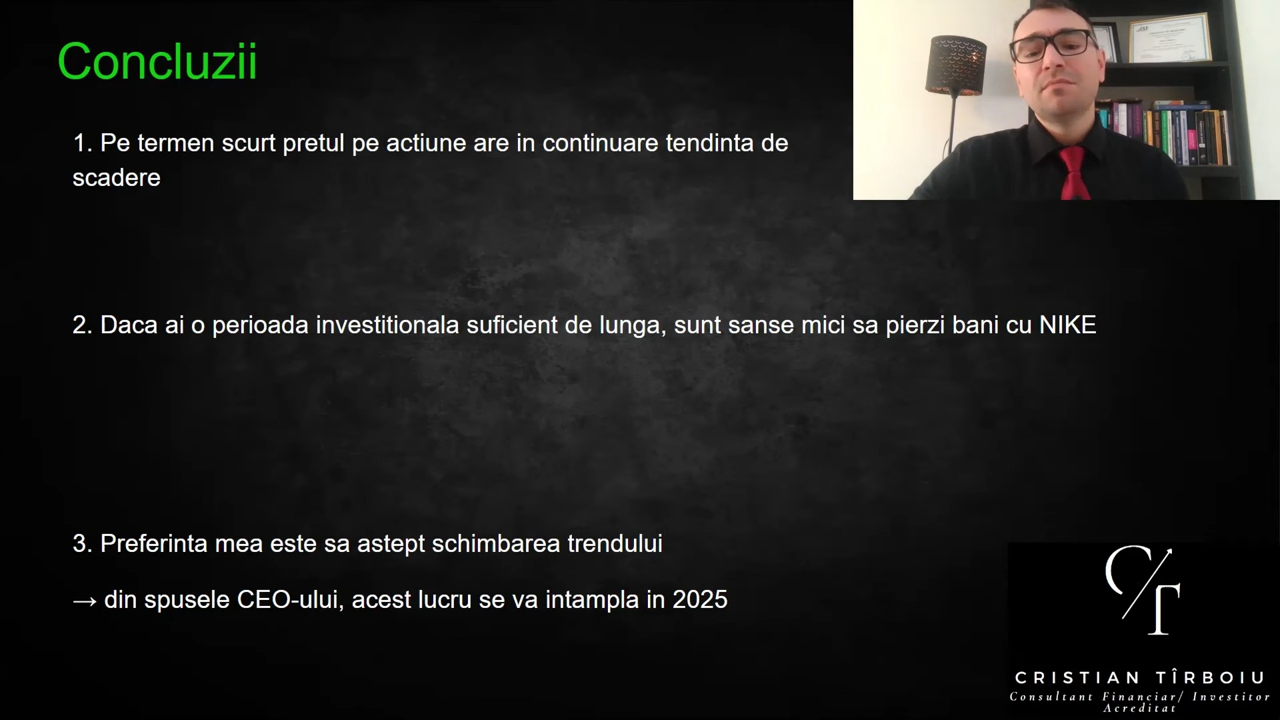 Concluzii
1. Pe termen scurt pretul pe actiune are in continuare tendinta de
scadere
2. Daca ai o perioada investitionala suficient de lunga, sunt sanse mici sa pierzi bani cu NIKE
3. Preferinta mea este sa astept schimbarea trendului
→ din spusele CEO-ului, acest lucru se va intampla in 2025
C/T
CRISTIAN TÎRBOIU
Consultant Financiar/ Investitor
Acreditat